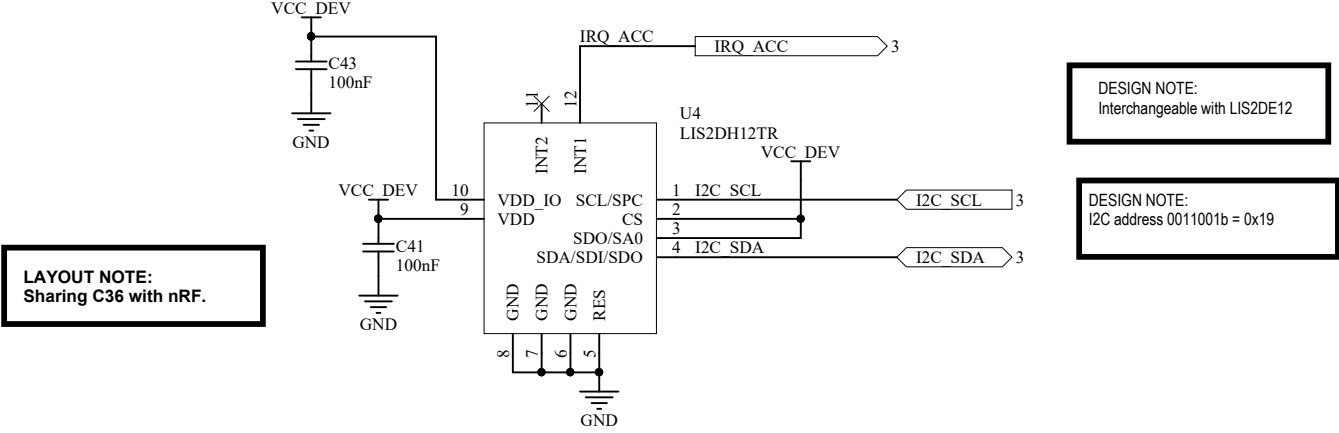 VCC_DEV
C43
100nF
GND
IRQ_ACC
IRQ_ACC
3
11
12
INT2
INT1
U4
LIS2DH12TR
VCC_DEV
DESIGN NOTE:
Interchangeable with LIS2DE12
VCC_DEV
10
VDD_IO
SCL/SPC
1
I2C_SCL
I2C_SCL
3
9
VDD
CS
2
SDO/SA0
3
SDA/SDI/SDO
4
I2C_SDA
I2C_SDA
3
DESIGN NOTE:
I2C address 0011001b = 0x19
C41
100nF
GND
LAYOUT NOTE:
Sharing C36 with nRF.
GND
GND
GND
RES
8
7
6
5
GND